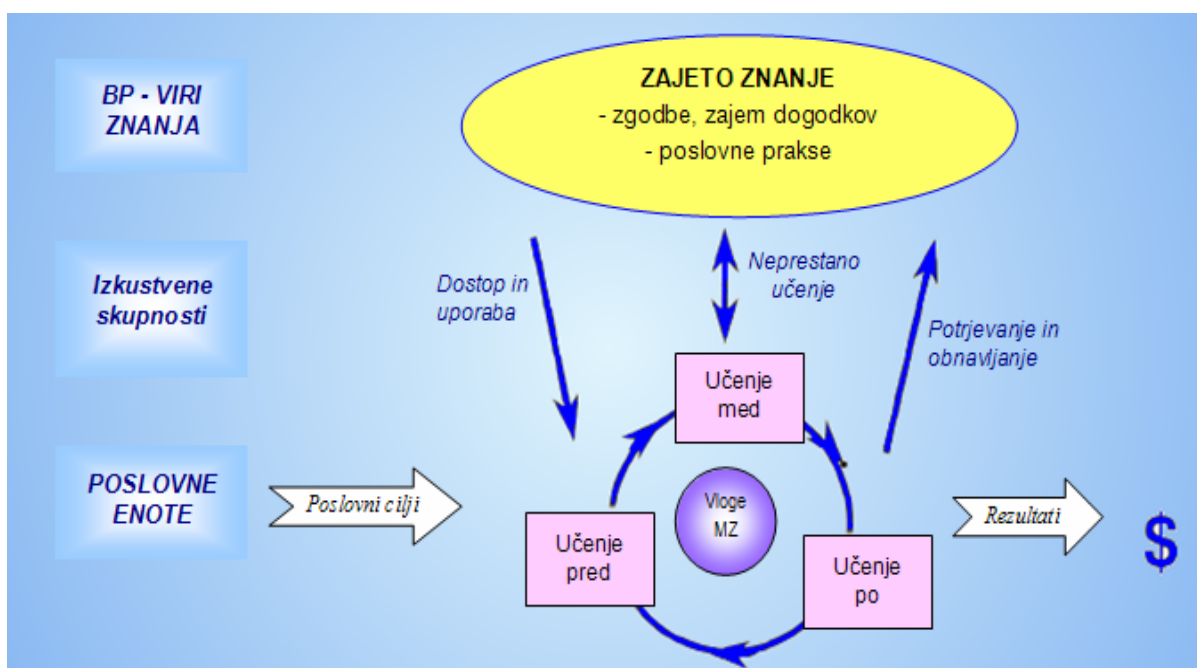 BP - VIRI
ZNANJA
ZAJETO ZNANJE
- zgodbe, zajem dogodkov
- poslovne prakse
Izkustvene
skupnosti
Dostop in
uporaba
Neprestano
učenje
Potrjevanje in
obnavljanje
Učenje
med
POSLOVNE
ENOTE
Poslovni cilji
Vloge
MZ
Učenje
pred
Učenje
po
Rezultati
$